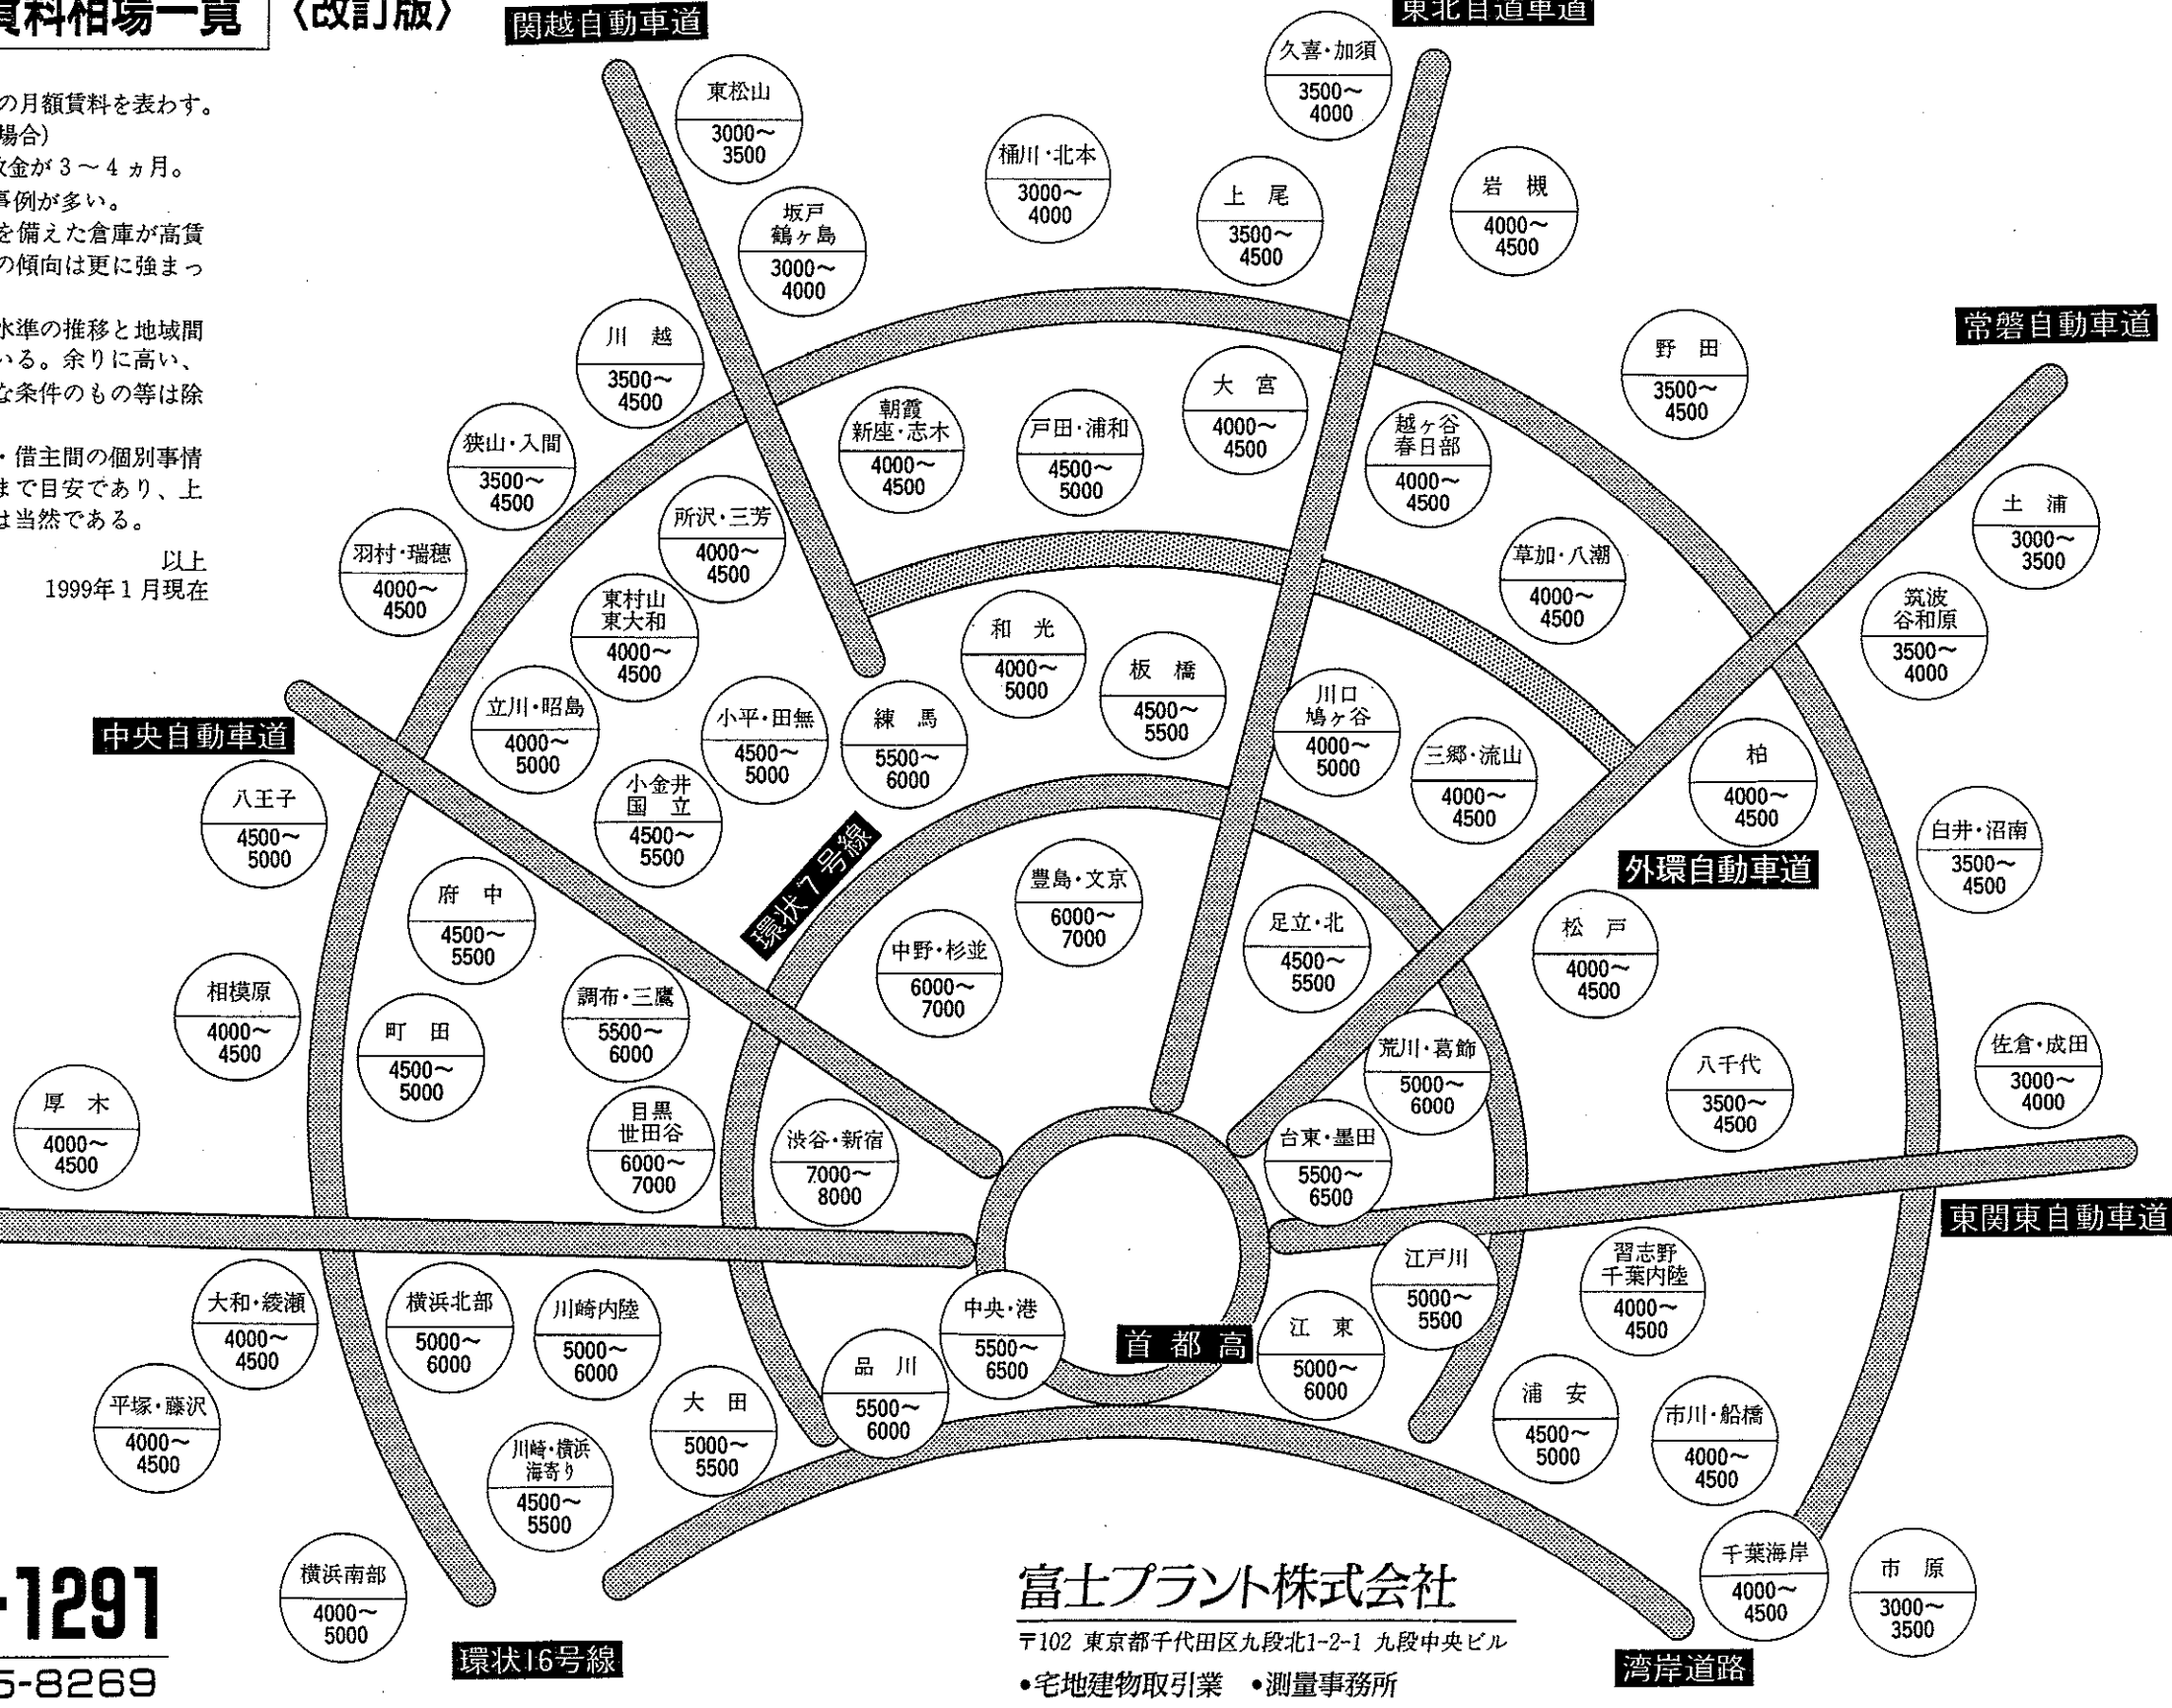 賃料相場一覧 〈改訂版〉
の月額賃料を表わす。
場合)
敷金が3〜4ヵ月。
事例が多い。
を備えた倉庫が高賃
の傾向は更に強まっ
水準の推移と地域間
いる。余りに高い、
な条件のもの等は除
・借主間の個別事情
まで目安であり、上
は当然である。
以上
1999年1月現在
関越自動車道
東北自道車道
常磐自動車道
中央自動車道
環状7号線
外環自動車道
東関東自動車道
首都高
環状16号線
湾岸道路
久喜・加須
3500〜
4000
東松山
3000〜
3500
桶川・北本
3000〜
4000
上尾
3500〜
4500
岩槻
4000〜
4500
坂戸
鶴ヶ島
3000〜
4000
川越
3500〜
4500
野田
3500〜
4500
狭山・入間
3500〜
4500
朝霞
新座・志木
4000〜
4500
戸田・浦和
4500〜
5000
大宮
4000〜
4500
越ヶ谷
春日部
4000〜
4500
土浦
3000〜
3500
羽村・瑞穂
4000〜
4500
所沢・三芳
4000〜
4500
草加・八潮
4000〜
4500
筑波
谷和原
3500〜
4000
東村山
東大和
4000〜
4500
和光
4000〜
5000
板橋
4500〜
5500
立川・昭島
4000〜
5000
小平・田無
4500〜
5000
練馬
5500〜
6000
川口
鳩ヶ谷
4000〜
5000
三郷・流山
4000〜
4500
柏
4000〜
4500
八王子
4500〜
5000
小金井
国立
4500〜
5500
白井・沼南
3500〜
4500
府中
4500〜
5500
豊島・文京
6000〜
7000
中野・杉並
6000〜
7000
足立・北
4500〜
5500
松戸
4000〜
4500
相模原
4000〜
4500
町田
4500〜
5000
調布・三鷹
5500〜
6000
荒川・葛飾
5000〜
6000
八千代
3500〜
4500
佐倉・成田
3000〜
4000
厚木
4000〜
4500
目黒
世田谷
6000〜
7000
渋谷・新宿
7000〜
8000
台東・墨田
5500〜
6500
大和・綾瀬
4000〜
4500
横浜北部
5000〜
6000
川崎内陸
5000〜
6000
中央・港
5500〜
6500
江戸川
5000〜
5500
習志野
千葉内陸
4000〜
4500
江東
5000〜
6000
品川
5500〜
6000
平塚・藤沢
4000〜
4500
大田
5000〜
5500
浦安
4500〜
5000
市川・船橋
4000〜
4500
川崎・横浜
海寄り
4500〜
5500
横浜南部
4000〜
5000
千葉海岸
4000〜
4500
市原
3000〜
3500
-1291
5-8269
富士プラント株式会社
〒102 東京都千代田区九段北1-2-1 九段中央ビル
•宅地建物取引業 •測量事務所